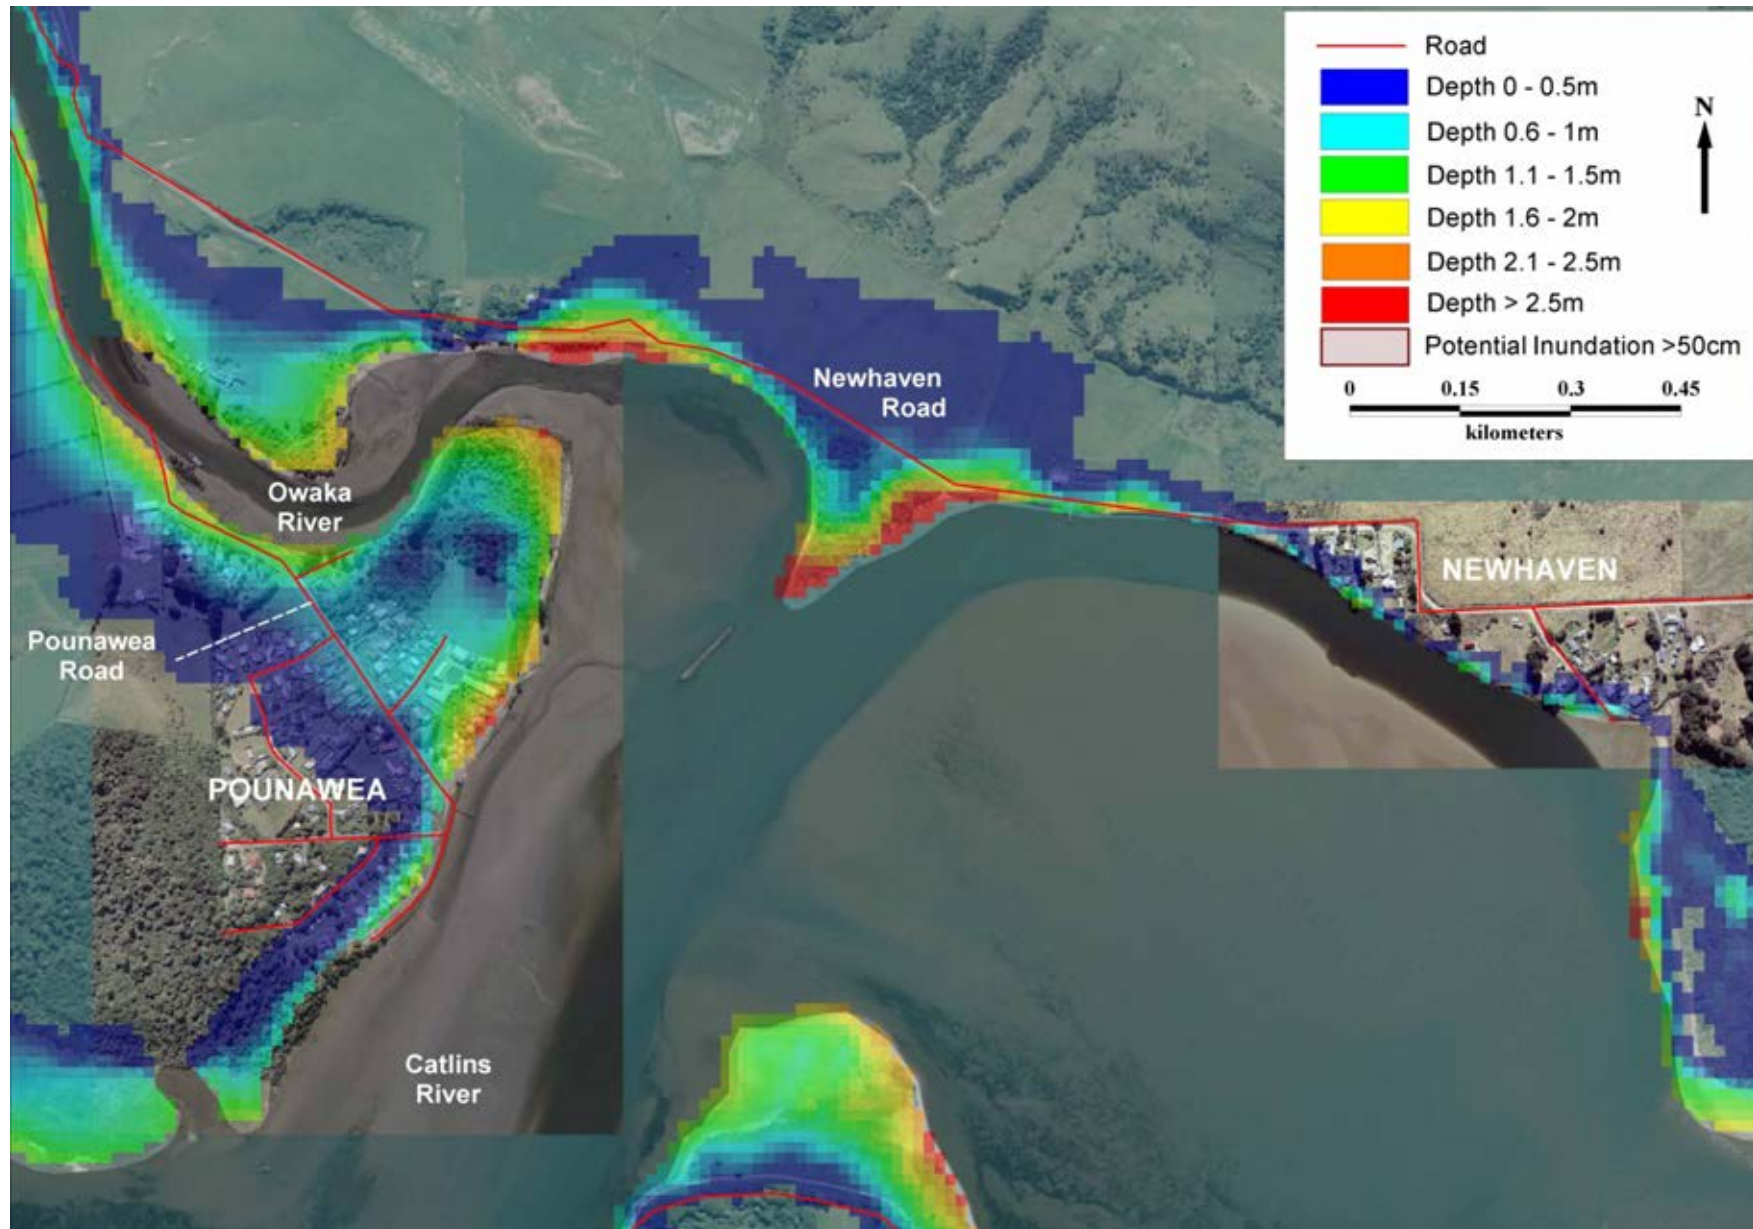 Road
Depth 0 - 0.5m
Depth 0.6 - 1m
Depth 1.1 - 1.5m
Depth 1.6 - 2m
Depth 2.1 - 2.5m
Depth > 2.5m
Potential Inundation >50cm
N
0 0.15 0.3 0.45
kilometers
Newhaven
Road
Owaka
River
NEWHAVEN
Pounawea
Road
POUNAWEA
Catlins
River